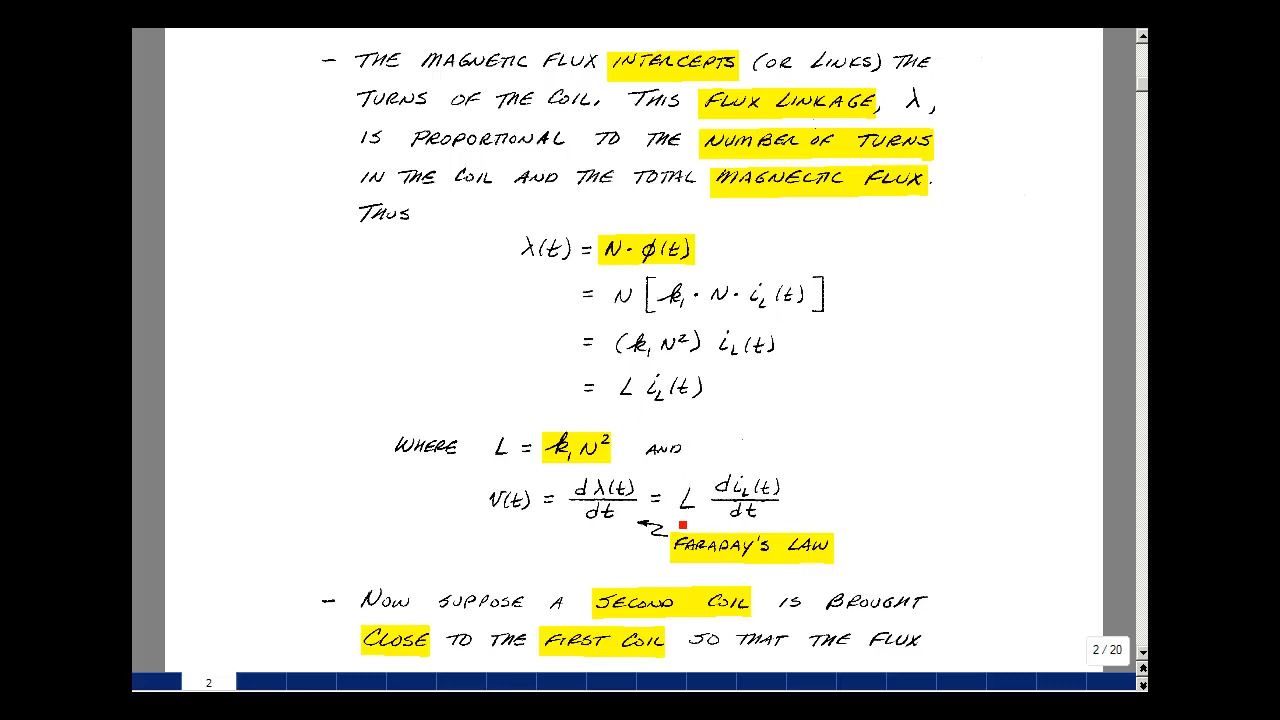 - THE MAGNETIC FLUX INTERCEPTS (OR LINKS) THE
TURNS OF THE COIL. THIS FLUX LINKAGE, λ,
IS PROPORTIONAL TO THE NUMBER OF TURNS
IN THE COIL AND THE TOTAL MAGNECTIC FLUX.
THUS
λ(t) = N · ϕ(t)
= N [k₁ · N · i_L(t)]
= (k₁ N²) i_L(t)
= L i_L(t)
WHERE L = k₁ N² AND
v(t) = dλ(t)/dt = L di_L(t)/dt
FARADAY'S LAW
- NOW SUPPOSE A SECOND COIL IS BROUGHT
CLOSE TO THE FIRST COIL SO THAT THE FLUX
2 / 20
2